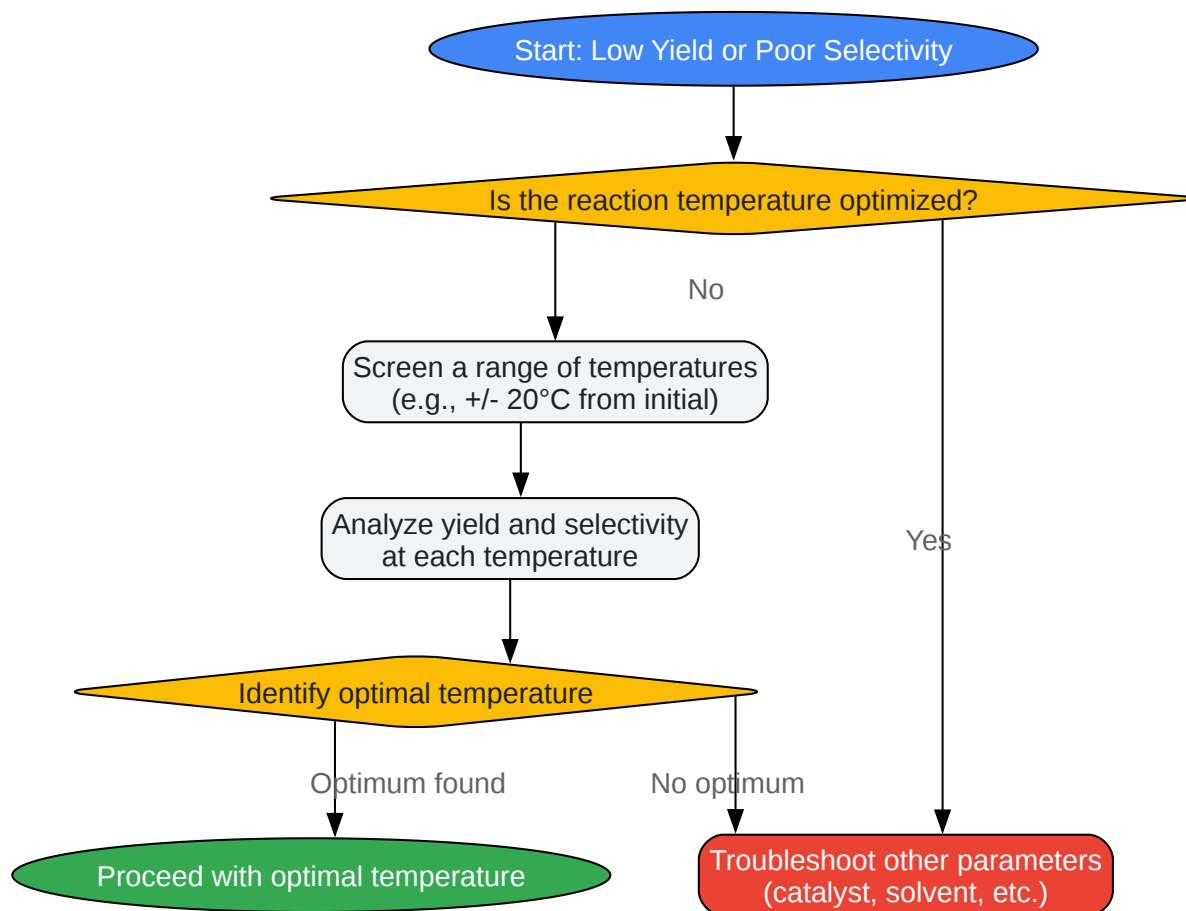 Start: Low Yield or Poor Selectivity
Is the reaction temperature optimized?
No
Screen a range of temperatures
(e.g., +/- 20°C from initial)
Analyze yield and selectivity
at each temperature
Yes
Identify optimal temperature
Optimum found
No optimum
Proceed with optimal temperature
Troubleshoot other parameters
(catalyst, solvent, etc.)